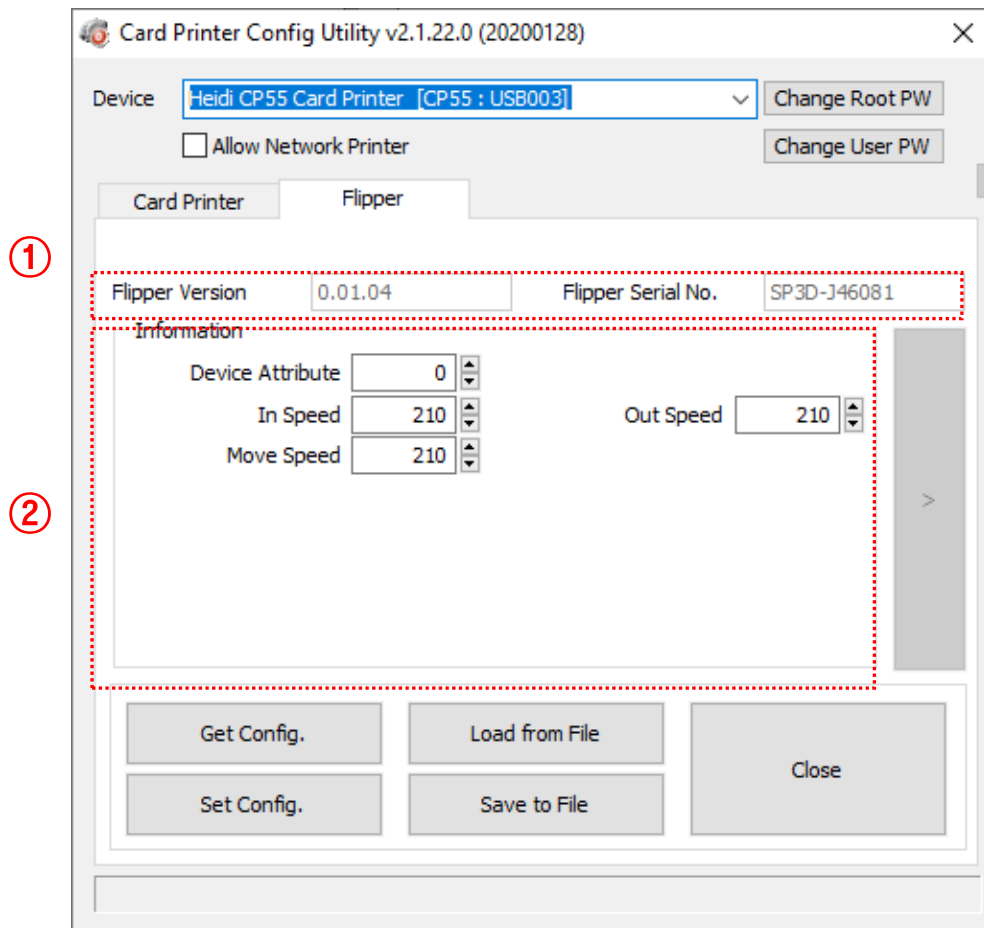 Card Printer Config Utility v2.1.22.0 (20200128)
Device Heidi CP55 Card Printer [CP55 : USB003] Change Root PW
Allow Network Printer Change User PW
Card Printer Flipper
①
Flipper Version 0.01.04 Flipper Serial No. SP3D-J46081
Information
Device Attribute 0
In Speed 210 Out Speed 210
Move Speed 210
②
>
Get Config. Load from File
Close
Set Config. Save to File